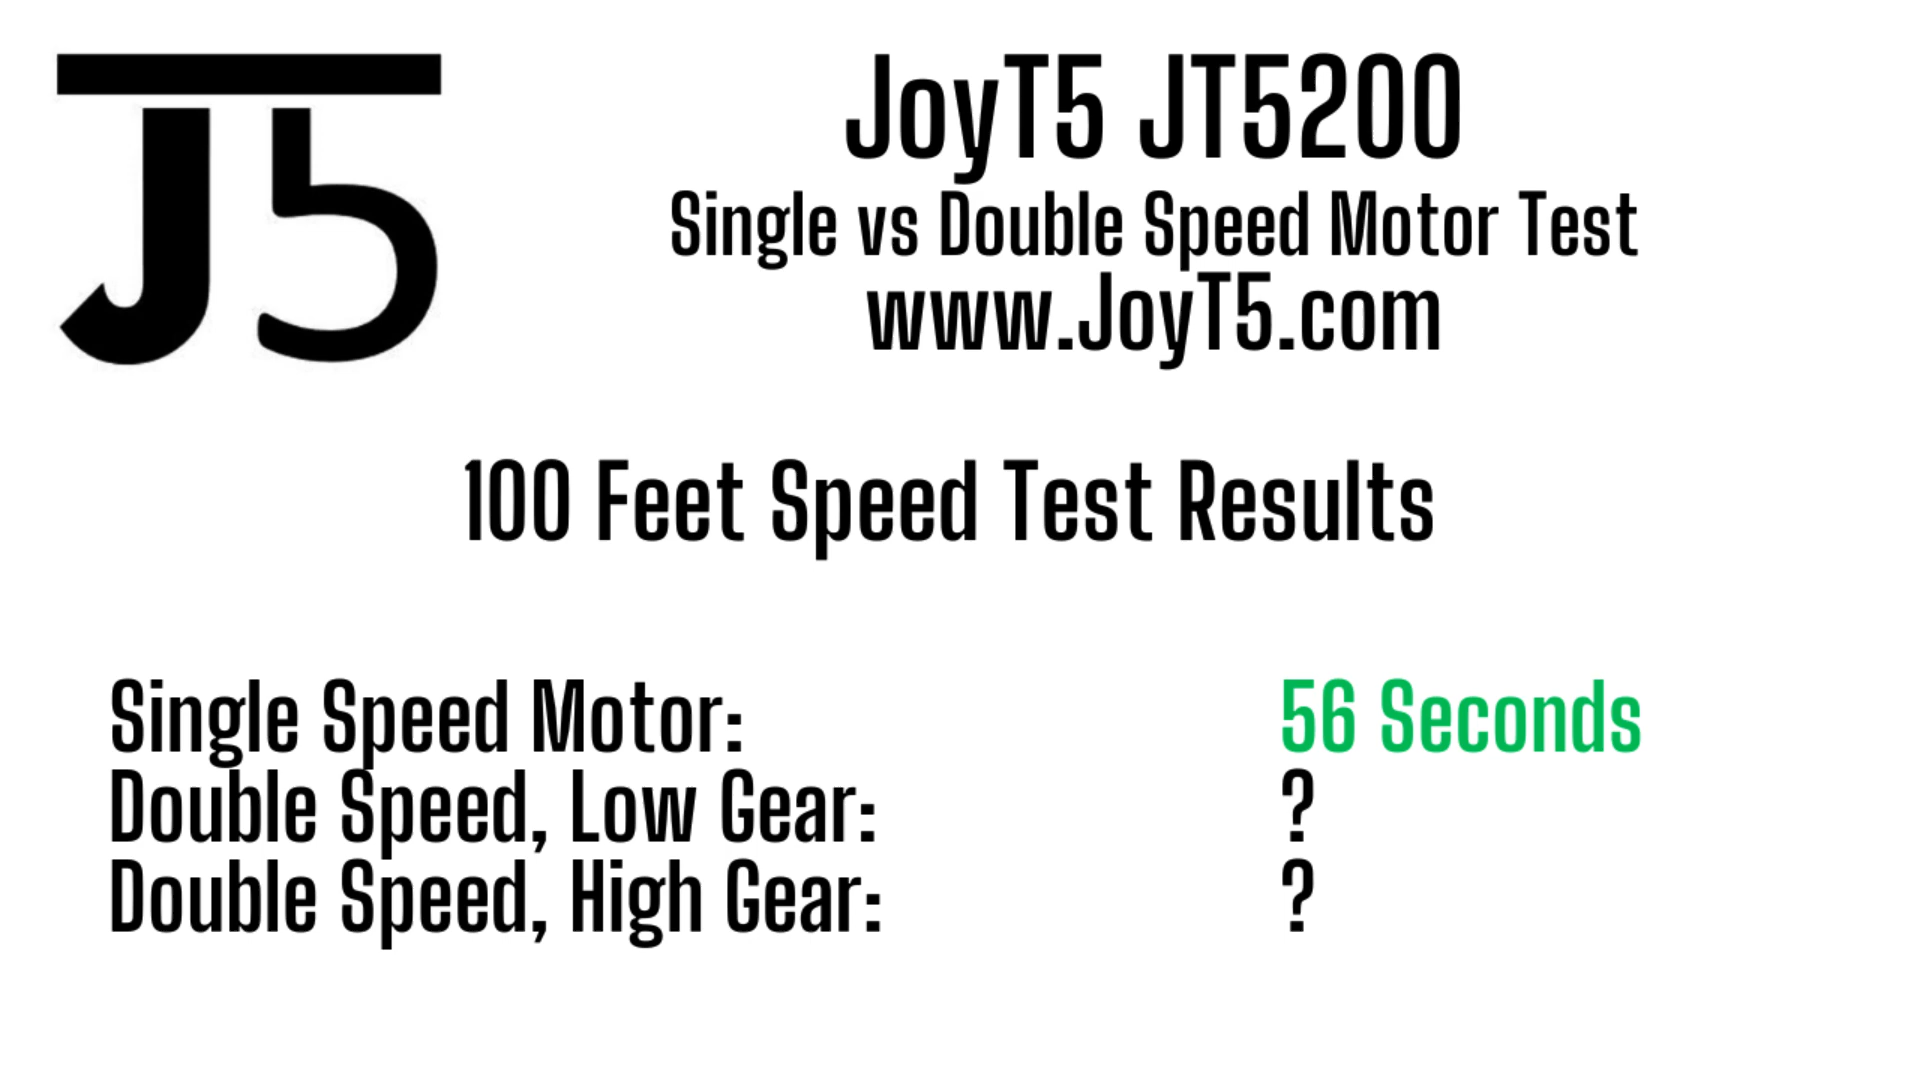 J5
JoyT5 JT5200
Single vs Double Speed Motor Test
www.JoyT5.com
100 Feet Speed Test Results
Single Speed Motor: 56 Seconds
Double Speed, Low Gear: ?
Double Speed, High Gear: ?